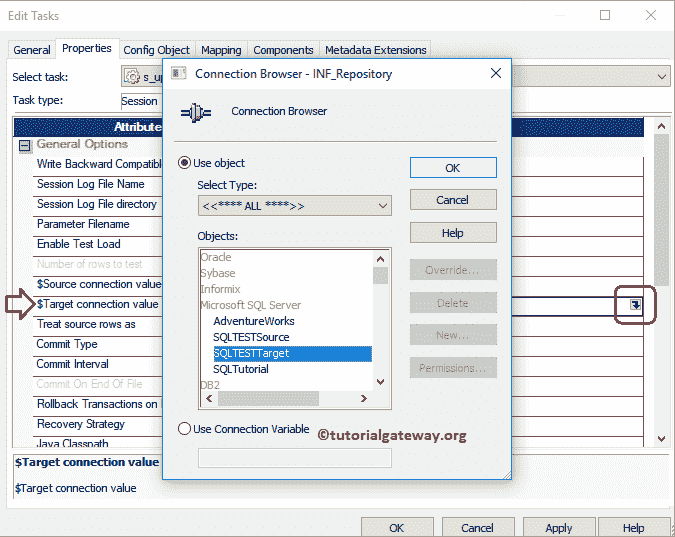 Edit Tasks
General Properties Config Object Mapping Components Metadata Extensions
Select task:
Task type: Session
General Options
Write Backward Compatible
Session Log File Name
Session Log File directory
Parameter Filename
Enable Test Load
Number of rows to test
$Source connection value
$Target connection value
Treat source rows as
Commit Type
Commit Interval
Commit On End Of File
Rollback Transactions on
Recovery Strategy
Java Classpath
$Target connection value
$Target connection value
OK Cancel Apply Help
Connection Browser - INF_Repository
Connection Browser
Use object
Select Type:
<<**** ALL ****>>
Objects:
Oracle
Sybase
Informix
Microsoft SQL Server
AdventureWorks
SQLTESTSource
SQLTESTTarget
SQLTutorial
DB2
Use Connection Variable
OK
Cancel
Help
Override...
Delete
New...
Permissions...
©tutorialgateway.org